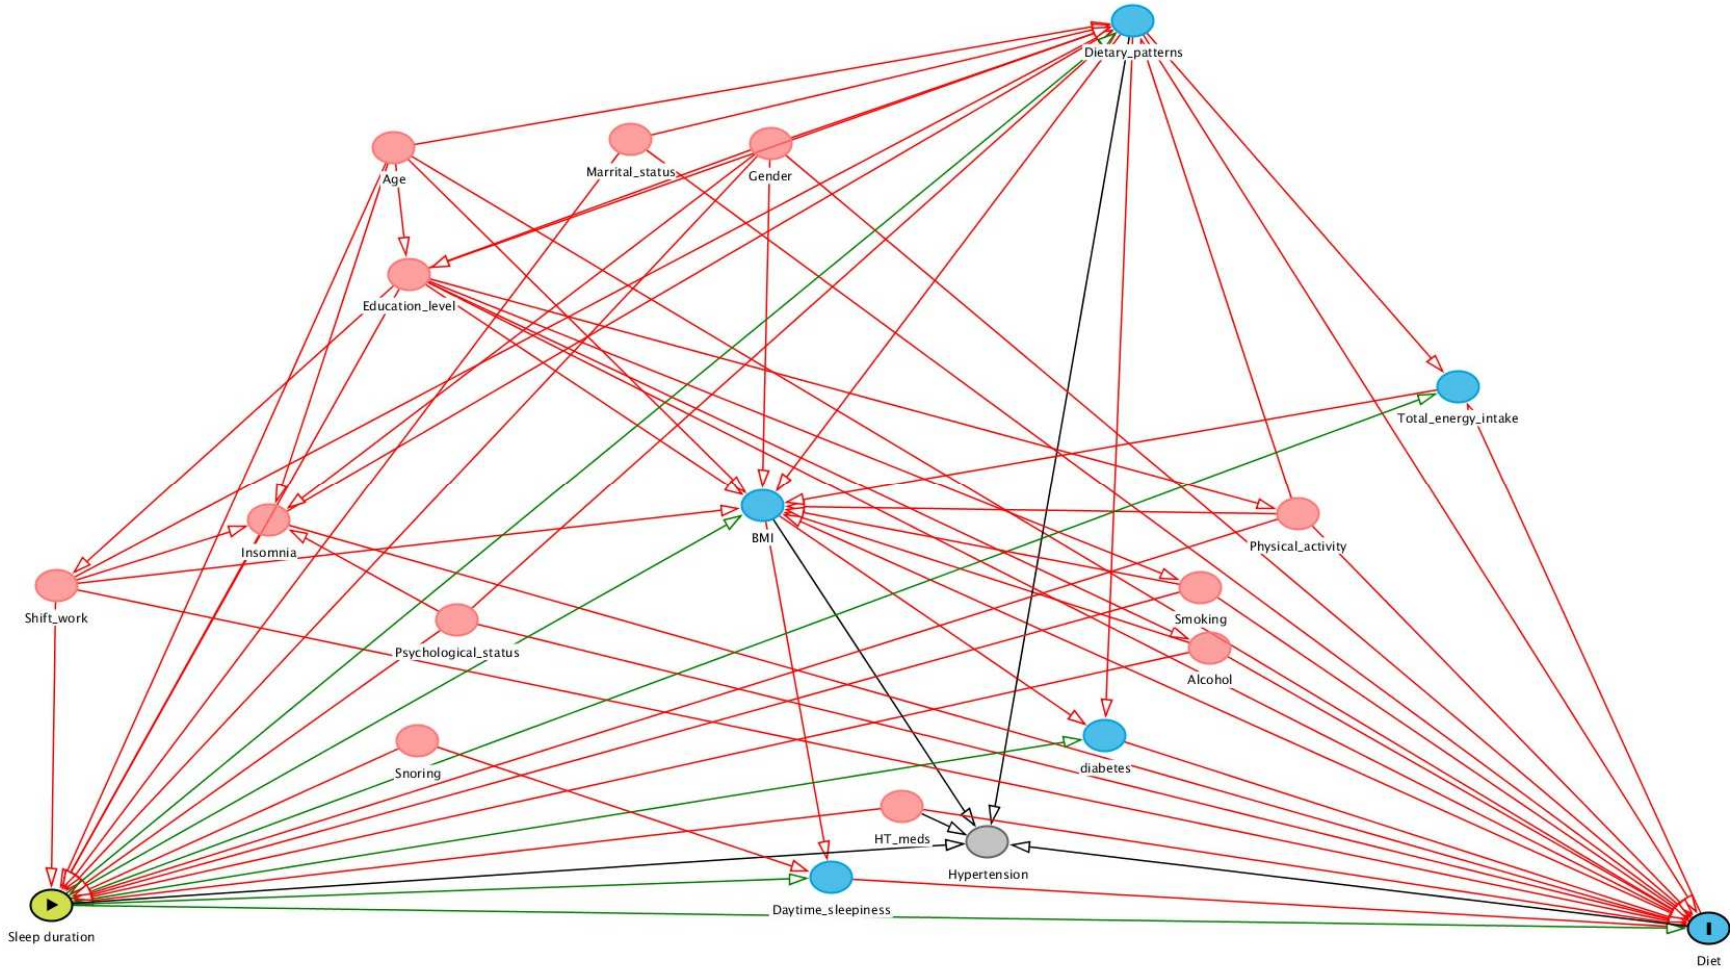 Dietary_patterns
Age
Marrital_status
Gender
Education_level
Total_energy_intake
Insomnia
BMI
Physical_activity
Shift_work
Smoking
Psychological_status
Alcohol
Snoring
diabetes
HT_meds
Hypertension
Daytime_sleepiness
Sleep duration
Diet